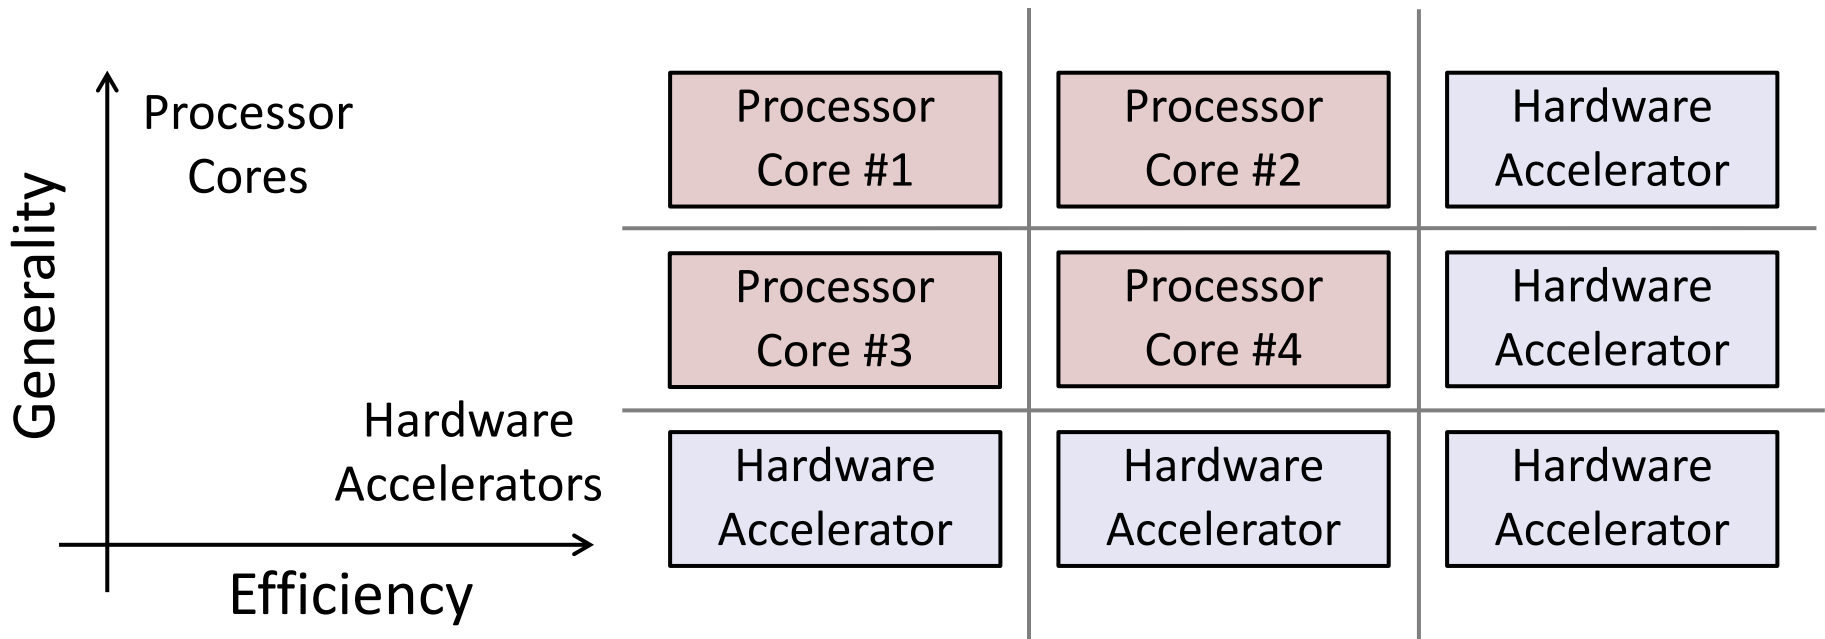 Generality
Processor
Cores
Hardware
Accelerators
Efficiency
Processor
Core #1
Processor
Core #2
Hardware
Accelerator
Processor
Core #3
Processor
Core #4
Hardware
Accelerator
Hardware
Accelerator
Hardware
Accelerator
Hardware
Accelerator